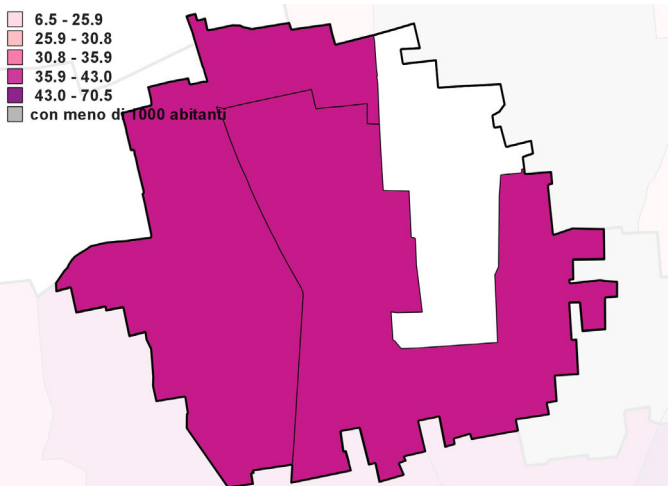 6.5 - 25.9
25.9 - 30.8
30.8 - 35.9
35.9 - 43.0
43.0 - 70.5
con meno di 1000 abitanti